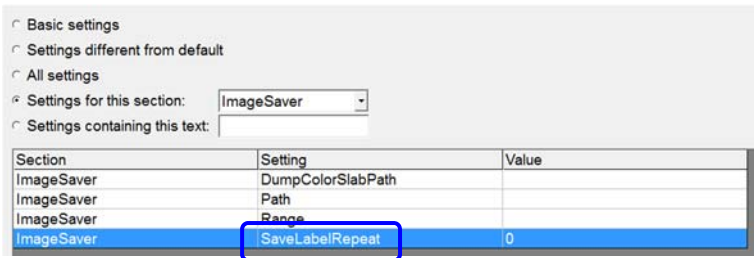 Basic settings
Settings different from default
All settings
Settings for this section: ImageSaver
Settings containing this text:
Section Setting Value
ImageSaver DumpColorSlabPath
ImageSaver Path
ImageSaver Range
ImageSaver SaveLabelRepeat 0